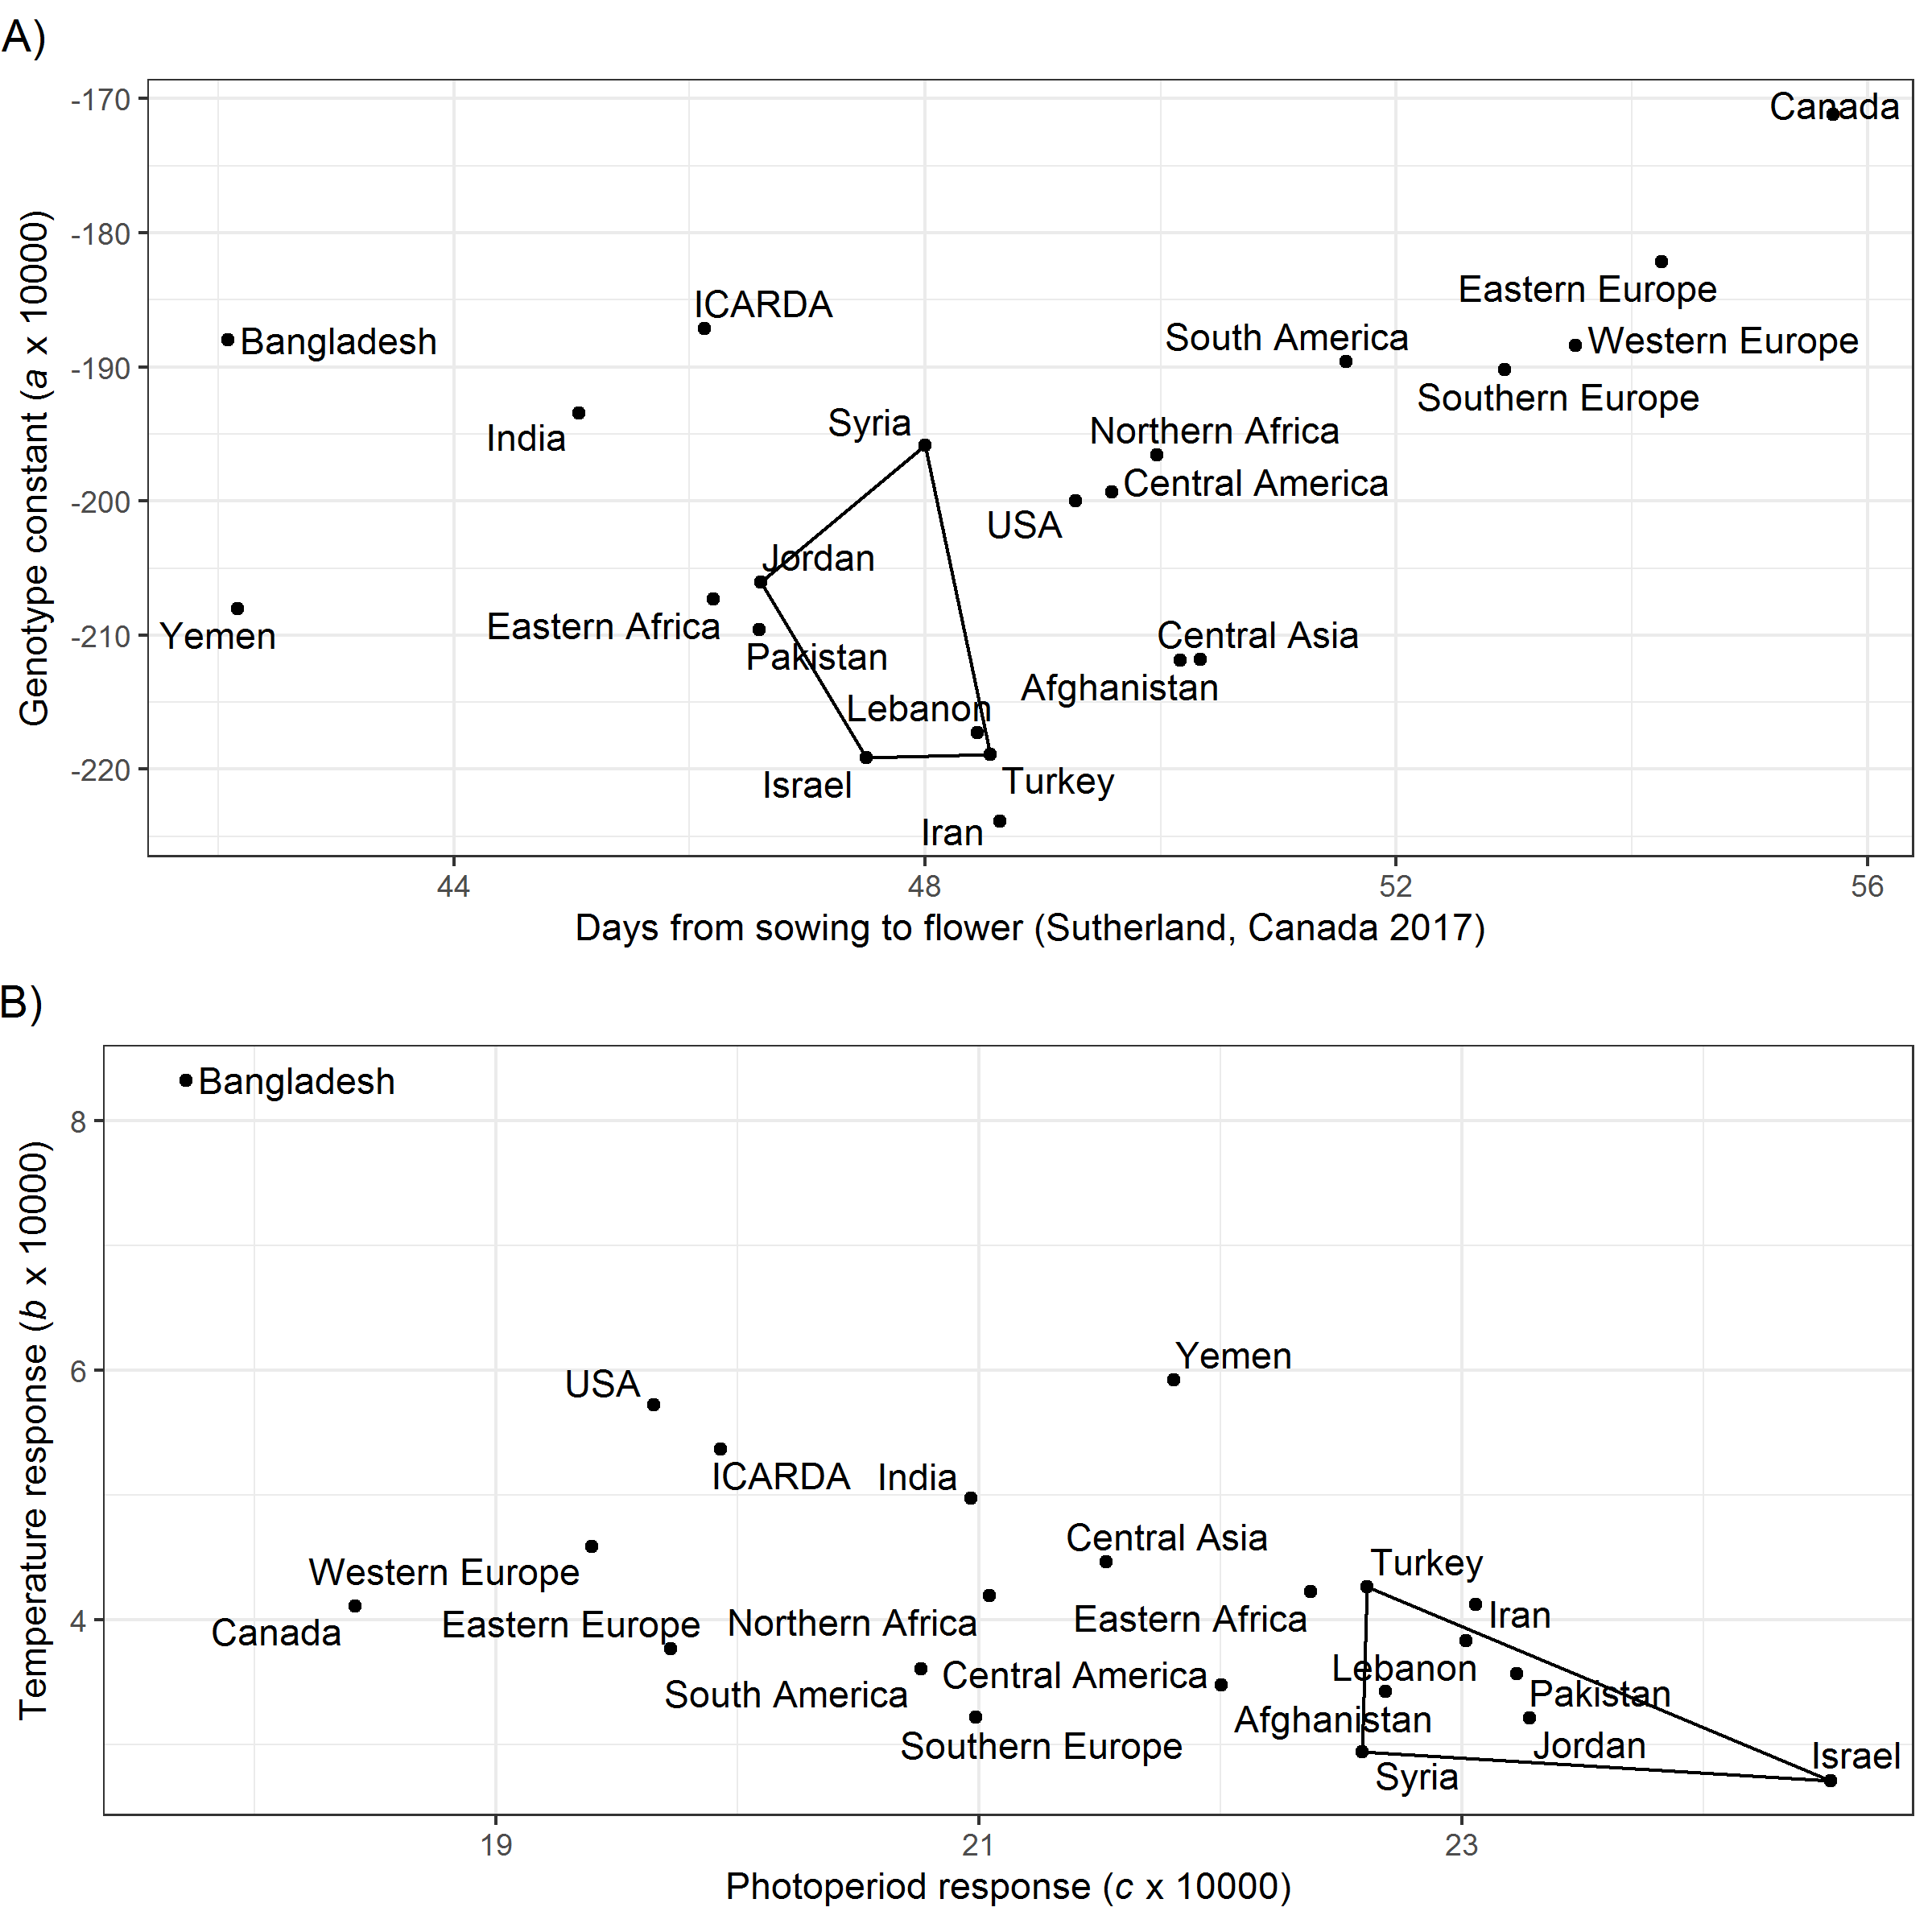 A)
Genotype constant (a x 10000)
-170
-180
-190
-200
-210
-220
Canada
Eastern Europe
ICARDA
South America
Bangladesh
Western Europe
Southern Europe
Syria
Northern Africa
India
Central America
USA
Jordan
Eastern Africa
Yemen
Central Asia
Pakistan
Afghanistan
Lebanon
Israel
Turkey
Iran
44
48
52
56
Days from sowing to flower (Sutherland, Canada 2017)
B)
Temperature response (b x 10000)
8
6
4
Bangladesh
Yemen
USA
ICARDA
India
Central Asia
Western Europe
Turkey
Canada
Eastern Europe
Northern Africa
Eastern Africa
Iran
South America
Central America
Lebanon
Pakistan
Southern Europe
Afghanistan
Jordan
Syria
Israel
19
21
23
Photoperiod response (c x 10000)